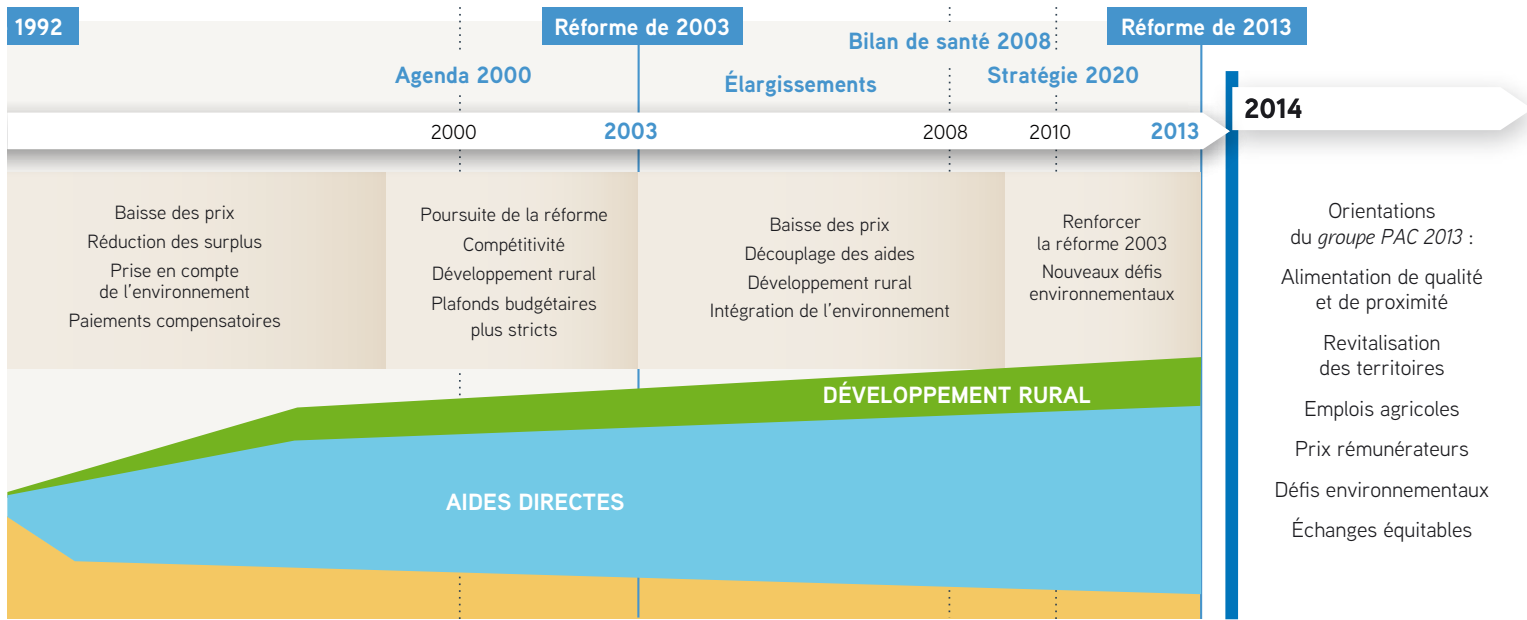 1992
Réforme de 2003
Réforme de 2013
Bilan de santé 2008
Agenda 2000
Élargissements
Stratégie 2020
2000
2003
2008
2010
2013
2014
Baisse des prix
Réduction des surplus
Prise en compte
de l'environnement
Paiements compensatoires
Poursuite de la réforme
Compétitivité
Développement rural
Plafonds budgétaires
plus stricts
Baisse des prix
Découplage des aides
Développement rural
Intégration de l'environnement
Renforcer
la réforme 2003
Nouveaux défis
environnementaux
DÉVELOPPEMENT RURAL
AIDES DIRECTES
Orientations
du groupe PAC 2013 :
Alimentation de qualité
et de proximité
Revitalisation
des territoires
Emplois agricoles
Prix rémunérateurs
Défis environnementaux
Échanges équitables